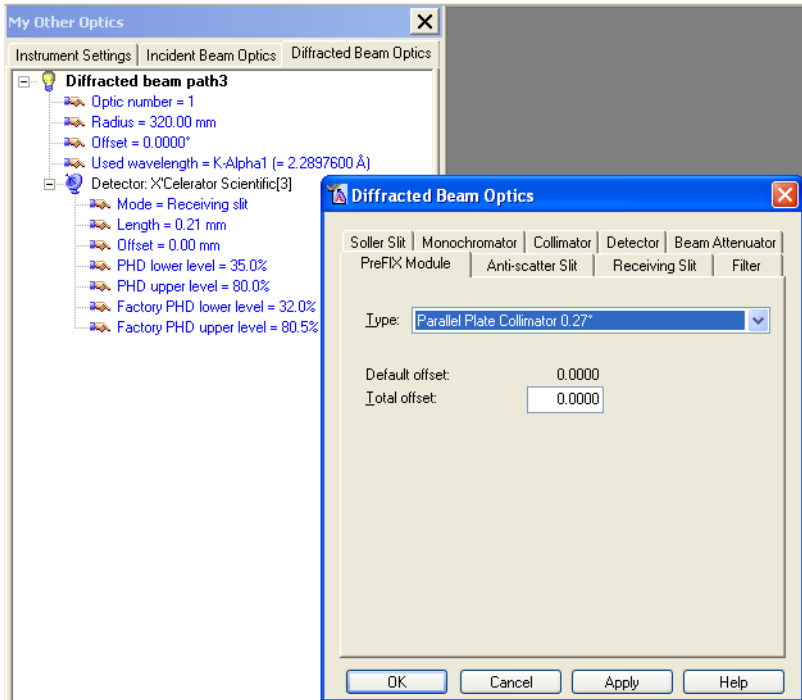 My Other Optics
Instrument Settings Incident Beam Optics Diffracted Beam Optics
Diffracted beam path3
Optic number = 1
Radius = 320.00 mm
Offset = 0.0000°
Used wavelength = K-Alpha1 (= 2.2897600 Å)
Detector: X'Celerator Scientific[3]
Mode = Receiving slit
Length = 0.21 mm
Offset = 0.00 mm
PHD lower level = 35.0%
PHD upper level = 80.0%
Factory PHD lower level = 32.0%
Factory PHD upper level = 80.5%
Diffracted Beam Optics
Soller Slit Monochromator Collimator Detector Beam Attenuator
PreFIX Module Anti-scatter Slit Receiving Slit Filter
Type: Parallel Plate Collimator 0.27°
Default offset: 0.0000
Total offset: 0.0000
OK Cancel Apply Help